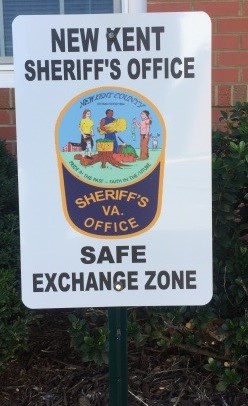 NEW KENT
SHERIFF'S OFFICE
NEW KENT COUNTY
SHERIFF'S
VA.
OFFICE
SAFE
EXCHANGE ZONE